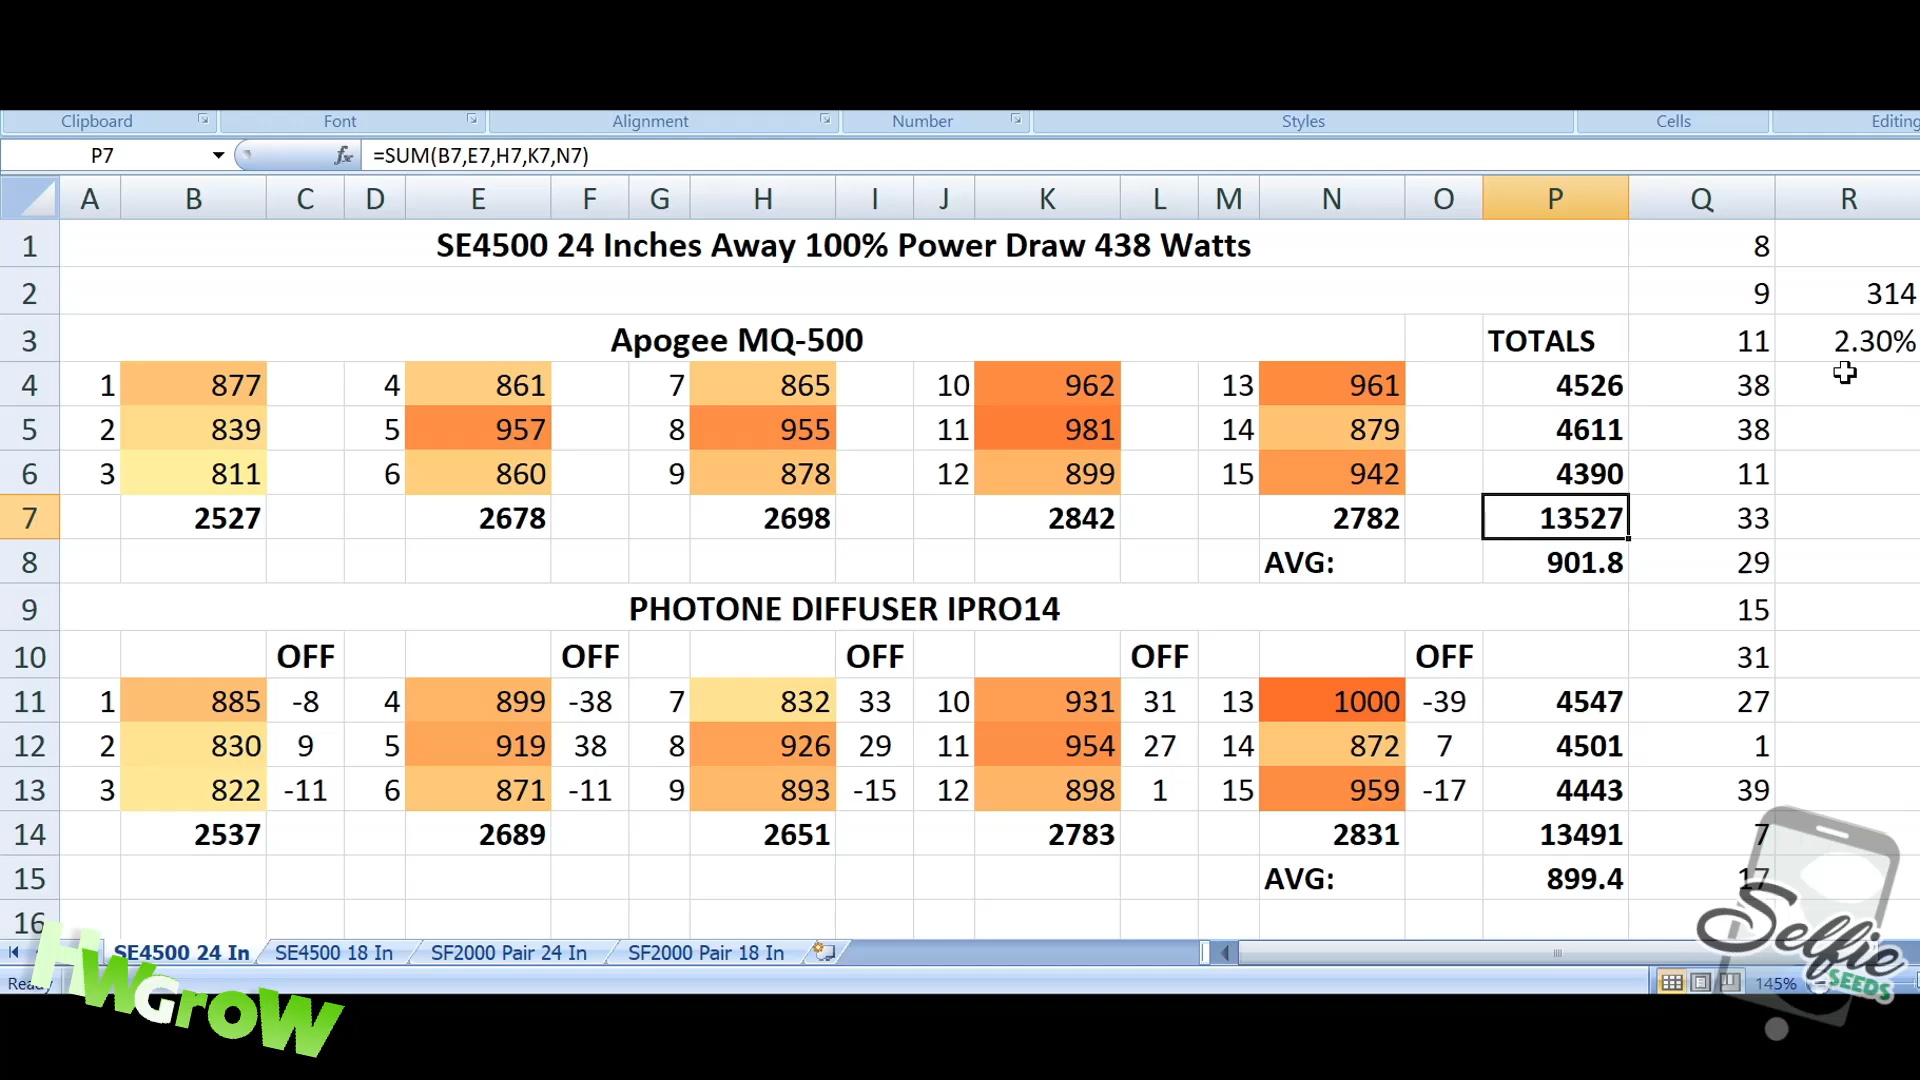 Clipboard Font Alignment Number Styles Cells Editing
P7 fx =SUM(B7,E7,H7,K7,N7)
A B C D E F G H I J K L M N O P Q R
1 SE4500 24 Inches Away 100% Power Draw 438 Watts 8
2 9 314
3 Apogee MQ-500 TOTALS 11 2.30%
4 1 877 4 861 7 865 10 962 13 961 4526 38
5 2 839 5 957 8 955 11 981 14 879 4611 38
6 3 811 6 860 9 878 12 899 15 942 4390 11
7 2527 2678 2698 2842 2782 13527 33
8 AVG: 901.8 29
9 PHOTONE DIFFUSER IPRO14 15
10 OFF OFF OFF OFF OFF 31
11 1 885 -8 4 899 -38 7 832 33 10 931 31 13 1000 -39 4547 27
12 2 830 9 5 919 38 8 926 29 11 954 27 14 872 7 4501 1
13 3 822 -11 6 871 -11 9 893 -15 12 898 1 15 959 -17 4443 39
14 2537 2689 2651 2783 2831 13491 7
15 AVG: 899.4 17
16
SE4500 24 In SE4500 18 In SF2000 Pair 24 In SF2000 Pair 18 In
Ready 145%
HWGrow
Selfie
SEEDS